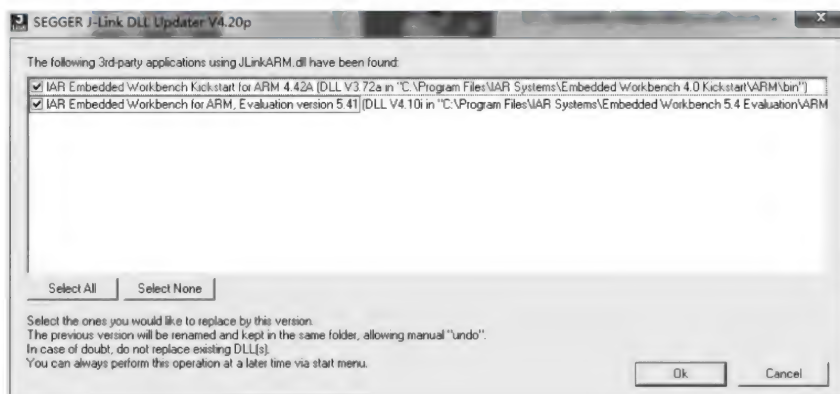 SEGGER J-Link DLL Updater V4.20p
The following 3rd-party applications using JLinkARM.dll have been found:
IAR Embedded Workbench Kickstart for ARM 4.42A (DLL V3.72a in "C:\Program Files\IAR Systems\Embedded Workbench 4.0 Kickstart\ARM\bin")
IAR Embedded Workbench for ARM, Evaluation version 5.41 (DLL V4.10i in "C:\Program Files\IAR Systems\Embedded Workbench 5.4 Evaluation\ARM
Select All Select None
Select the ones you would like to replace by this version.
The previous version will be renamed and kept in the same folder, allowing manual "undo".
In case of doubt, do not replace existing DLL(s).
You can always perform this operation at a later time via start menu.
Ok Cancel